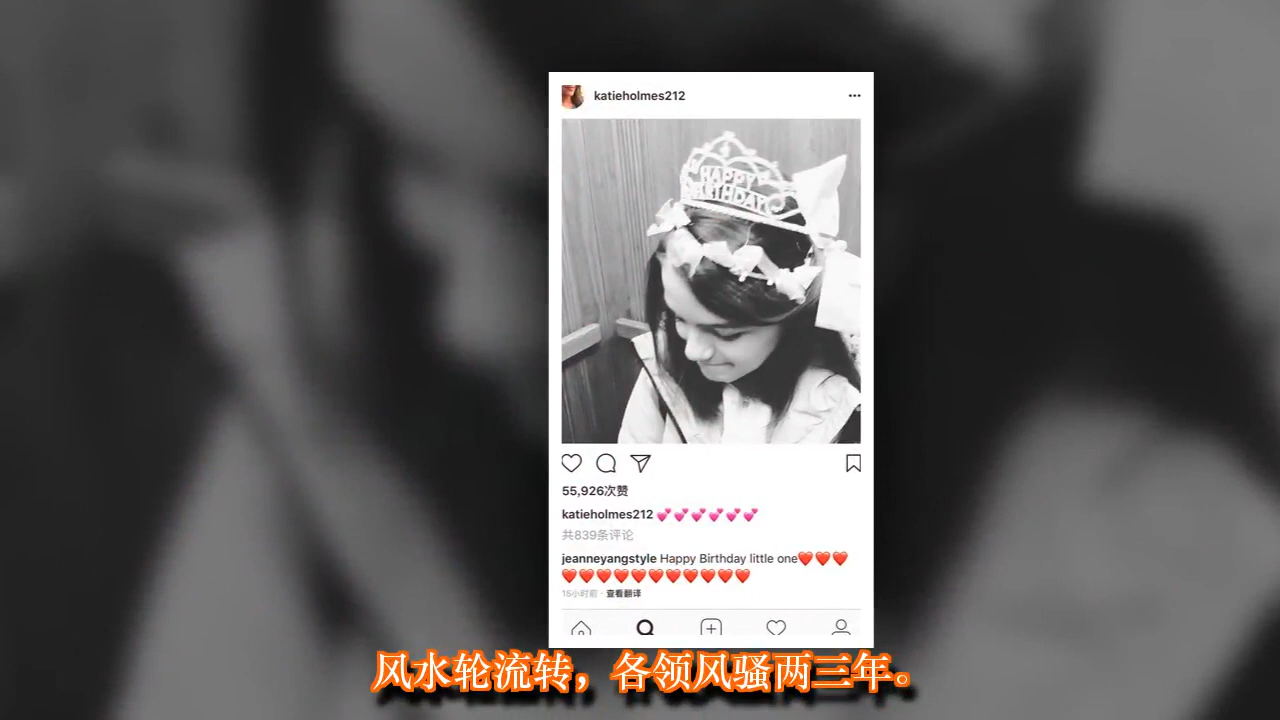 katieholmes212
HAPPY
BIRTHDAY
55,926次赞
katieholmes212 💕💕💕💕💕💕
共839条评论
jeanneyangstyle Happy Birthday little one❤️❤️❤️
❤️❤️❤️❤️❤️❤️❤️❤️❤️❤️❤️
15小时前 · 查看翻译
风水轮流转，各领风骚两三年。